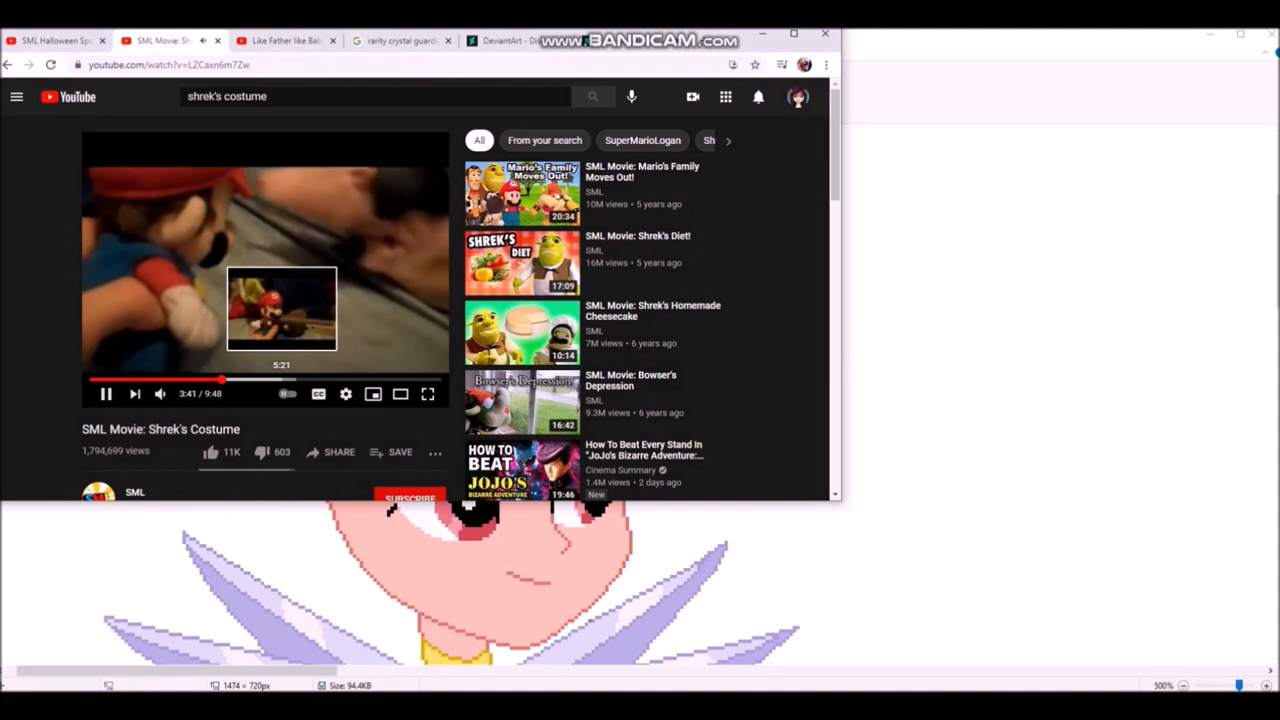 SML Halloween Spe
SML Movie: Sh
Like Father like Bab
rarity crystal guardi
DeviantArt - Di
www.BANDICAM.com
youtube.com/watch?v=LZCaxn6m7Zw
YouTube
shrek's costume
All
From your search
SuperMarioLogan
Sh
Mario's Family
Moves Out!
20:34
SML Movie: Mario's Family
Moves Out!
SML
10M views • 5 years ago
SHREK'S
DIET
17:09
SML Movie: Shrek's Diet!
SML
16M views • 5 years ago
10:14
SML Movie: Shrek's Homemade
Cheesecake
SML
7M views • 6 years ago
Bowser's Depression
16:42
SML Movie: Bowser's
Depression
SML
9.3M views • 6 years ago
HOW TO
BEAT
JOJO'S
BIZARRE ADVENTURE
19:46
How To Beat Every Stand In
"JoJo's Bizarre Adventure:...
Cinema Summary
1.4M views • 2 days ago
New
5:21
3:41 / 9:48
CC
SML Movie: Shrek's Costume
1,794,699 views
11K
603
SHARE
SAVE
SML
SML
SUBSCRIBE
1474 × 720px
Size: 94.4KB
500%